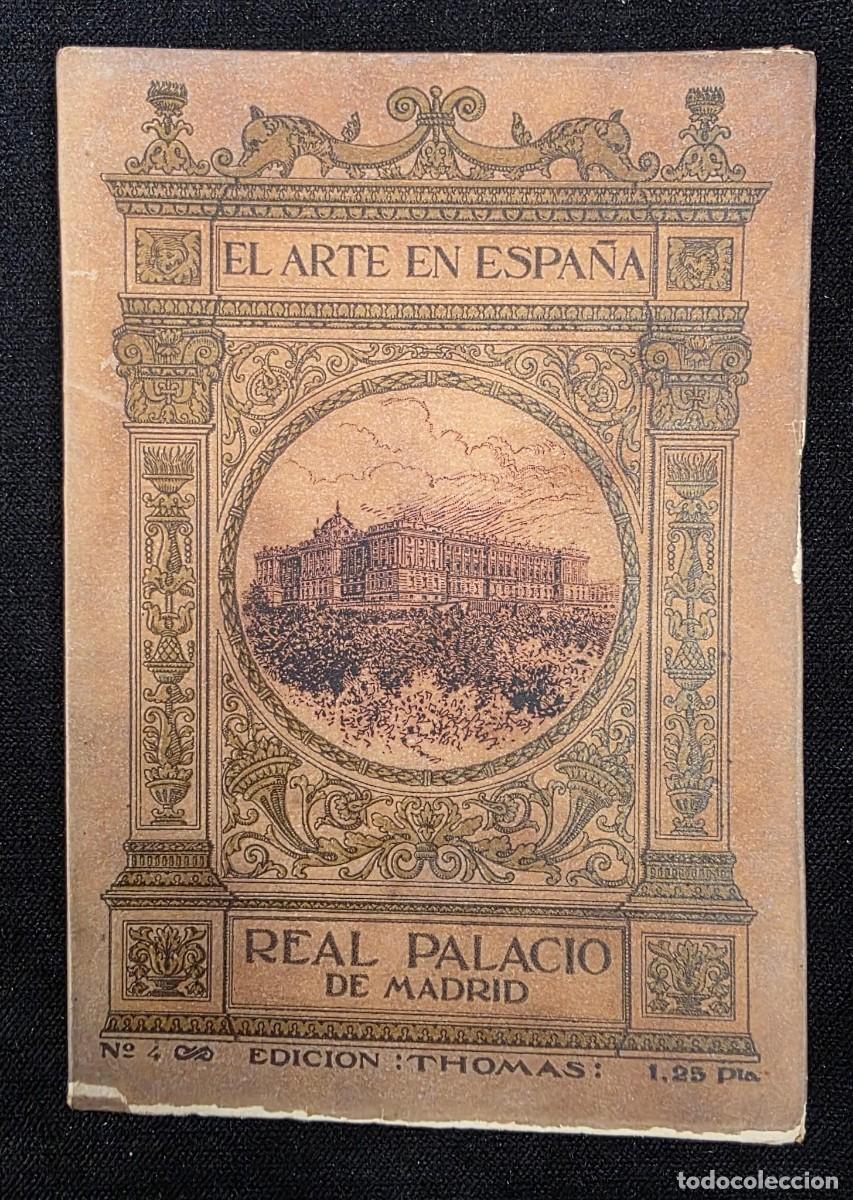 EL ARTE EN ESPAÑA
REAL PALACIO
DE MADRID
Nº 4 EDICION :THOMAS: 1,25 Pta
todocoleccion